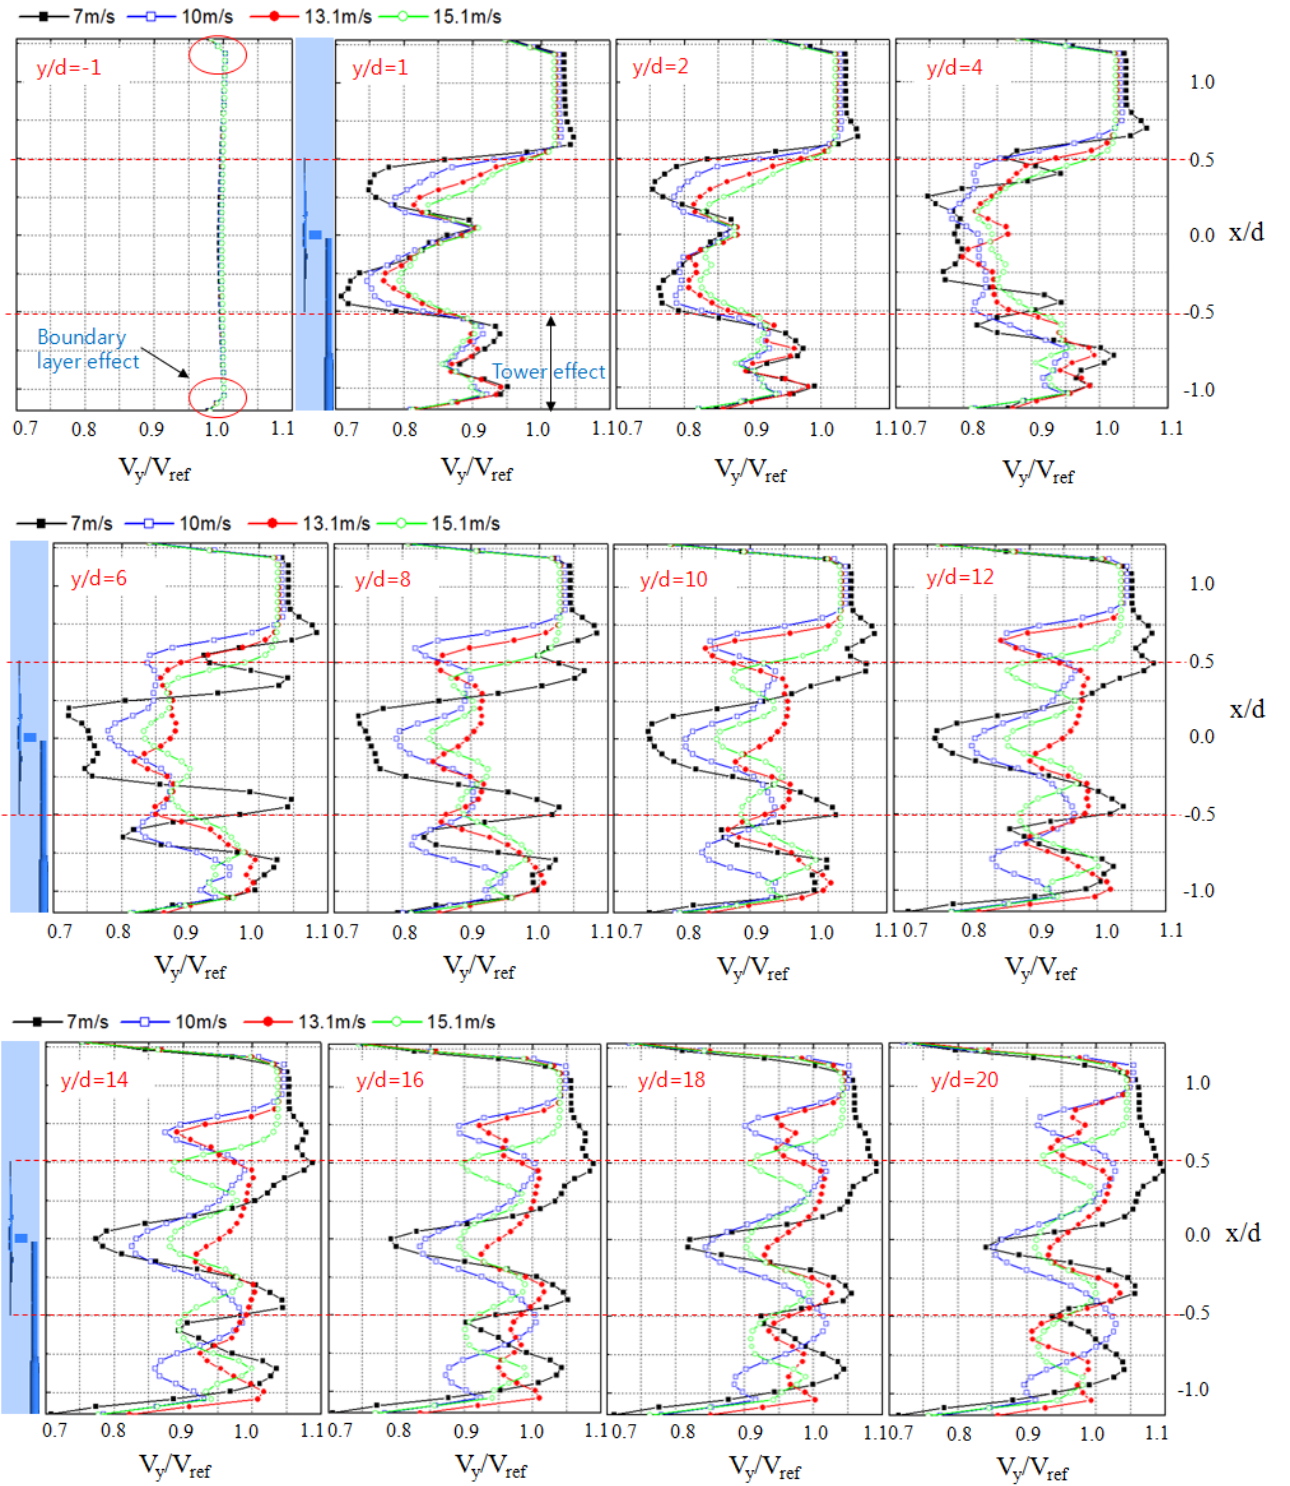 7m/s 10m/s 13.1m/s 15.1m/s
y/d=-1 y/d=1 y/d=2 y/d=4
1.0
0.5
0.0 x/d
-0.5
-1.0
Boundary
layer effect
Tower effect
0.7 0.8 0.9 1.0 1.1 0.7 0.8 0.9 1.0 1.1 0.7 0.8 0.9 1.0 1.1 0.7 0.8 0.9 1.0 1.1
Vy/Vref Vy/Vref Vy/Vref Vy/Vref
7m/s 10m/s 13.1m/s 15.1m/s
y/d=6 y/d=8 y/d=10 y/d=12
1.0
0.5
x/d
0.0
-0.5
-1.0
0.7 0.8 0.9 1.0 1.1 0.7 0.8 0.9 1.0 1.1 0.7 0.8 0.9 1.0 1.1 0.7 0.8 0.9 1.0 1.1
Vy/Vref Vy/Vref Vy/Vref Vy/Vref
7m/s 10m/s 13.1m/s 15.1m/s
y/d=14 y/d=16 y/d=18 y/d=20
1.0
0.5
0.0 x/d
-0.5
-1.0
0.7 0.8 0.9 1.0 1.1 0.7 0.8 0.9 1.0 1.1 0.7 0.8 0.9 1.0 1.1 0.7 0.8 0.9 1.0 1.1
Vy/Vref Vy/Vref Vy/Vref Vy/Vref